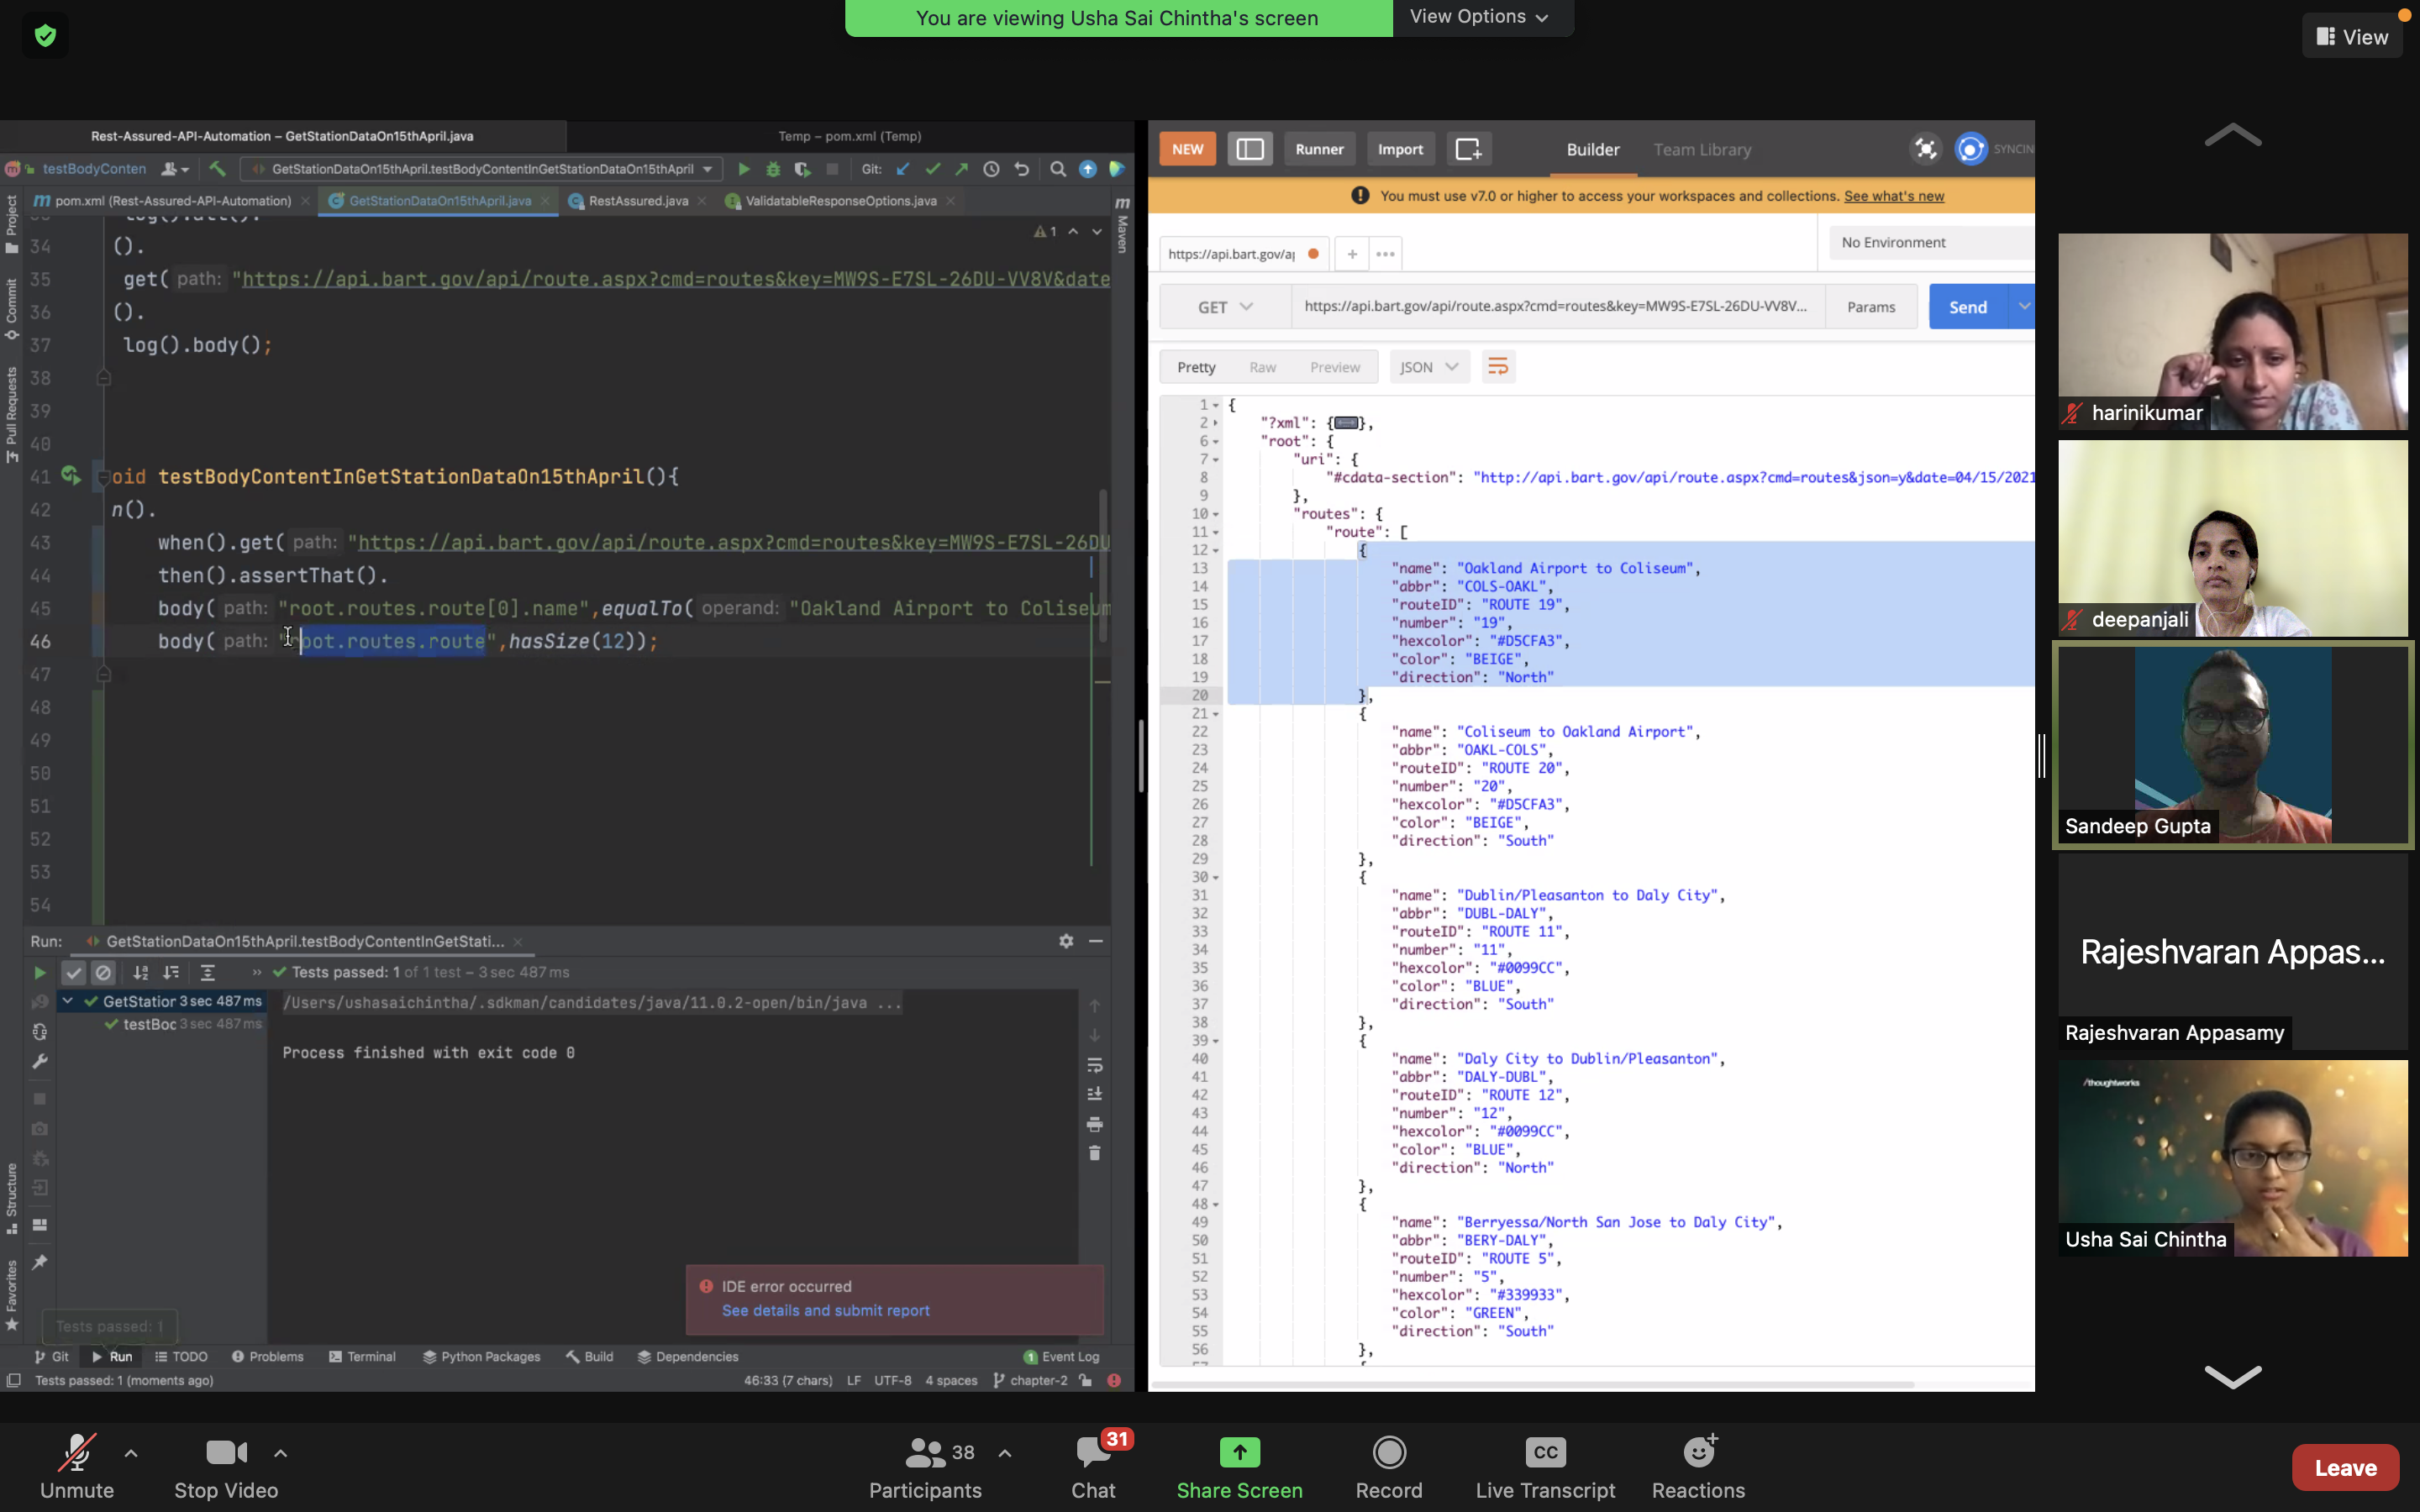 You are viewing Usha Sai Chintha's screen
View Options
View
Rest-Assured-API-Automation – GetStationDataOn15thApril.java
Temp – pom.xml (Temp)
testBodyConten
GetStationDataOn15thApril.testBodyContentInGetStationDataOn15thApril
Git:
pom.xml (Rest-Assured-API-Automation)
GetStationDataOn15thApril.java
RestAssured.java
ValidatableResponseOptions.java
Project
Commit
Pull Requests
Structure
Favorites
Maven
1
34 ().
35 get( path: "https://api.bart.gov/api/route.aspx?cmd=routes&key=MW9S-E7SL-26DU-VV8V&date
36 ().
37 log().body();
38
39
40
41 oid testBodyContentInGetStationDataOn15thApril(){
42 n().
43 when().get( path: "https://api.bart.gov/api/route.aspx?cmd=routes&key=MW9S-E7SL-26DU
44 then().assertThat().
45 body( path: "root.routes.route[0].name",equalTo( operand: "Oakland Airport to Coliseum
46 body( path: "root.routes.route",hasSize(12));
47
48
49
50
51
52
53
54
Run: GetStationDataOn15thApril.testBodyContentInGetStati...
Tests passed: 1 of 1 test – 3 sec 487 ms
GetStation 3 sec 487 ms
testBoc 3 sec 487 ms
/Users/ushasaichintha/.sdkman/candidates/java/11.0.2-open/bin/java ...
Process finished with exit code 0
IDE error occurred
See details and submit report
Tests passed: 1
Git
Run
TODO
Problems
Terminal
Python Packages
Build
Dependencies
1 Event Log
Tests passed: 1 (moments ago)
46:33 (7 chars) LF UTF-8 4 spaces chapter-2
NEW
Runner
Import
Builder
Team Library
SYNCIN
You must use v7.0 or higher to access your workspaces and collections. See what's new
https://api.bart.gov/ap
No Environment
GET
https://api.bart.gov/api/route.aspx?cmd=routes&key=MW9S-E7SL-26DU-VV8V...
Params
Send
Pretty
Raw
Preview
JSON
1 {
2 "?xml": {},
6 "root": {
7 "uri": {
8 "#cdata-section": "http://api.bart.gov/api/route.aspx?cmd=routes&json=y&date=04/15/2021
9 },
10 "routes": {
11 "route": [
12 {
13 "name": "Oakland Airport to Coliseum",
14 "abbr": "COLS-OAKL",
15 "routeID": "ROUTE 19",
16 "number": "19",
17 "hexcolor": "#D5CFA3",
18 "color": "BEIGE",
19 "direction": "North"
20 },
21 {
22 "name": "Coliseum to Oakland Airport",
23 "abbr": "OAKL-COLS",
24 "routeID": "ROUTE 20",
25 "number": "20",
26 "hexcolor": "#D5CFA3",
27 "color": "BEIGE",
28 "direction": "South"
29 },
30 {
31 "name": "Dublin/Pleasanton to Daly City",
32 "abbr": "DUBL-DALY",
33 "routeID": "ROUTE 11",
34 "number": "11",
35 "hexcolor": "#0099CC",
36 "color": "BLUE",
37 "direction": "South"
38 },
39 {
40 "name": "Daly City to Dublin/Pleasanton",
41 "abbr": "DALY-DUBL",
42 "routeID": "ROUTE 12",
43 "number": "12",
44 "hexcolor": "#0099CC",
45 "color": "BLUE",
46 "direction": "North"
47 },
48 {
49 "name": "Berryessa/North San Jose to Daly City",
50 "abbr": "BERY-DALY",
51 "routeID": "ROUTE 5",
52 "number": "5",
53 "hexcolor": "#339933",
54 "color": "GREEN",
55 "direction": "South"
56 },
harinikumar
deepanjali
Sandeep Gupta
Rajeshvaran Appas...
Rajeshvaran Appasamy
/thoughtworks
Usha Sai Chintha
Unmute
Stop Video
38
Participants
31
Chat
Share Screen
Record
CC
Live Transcript
Reactions
Leave